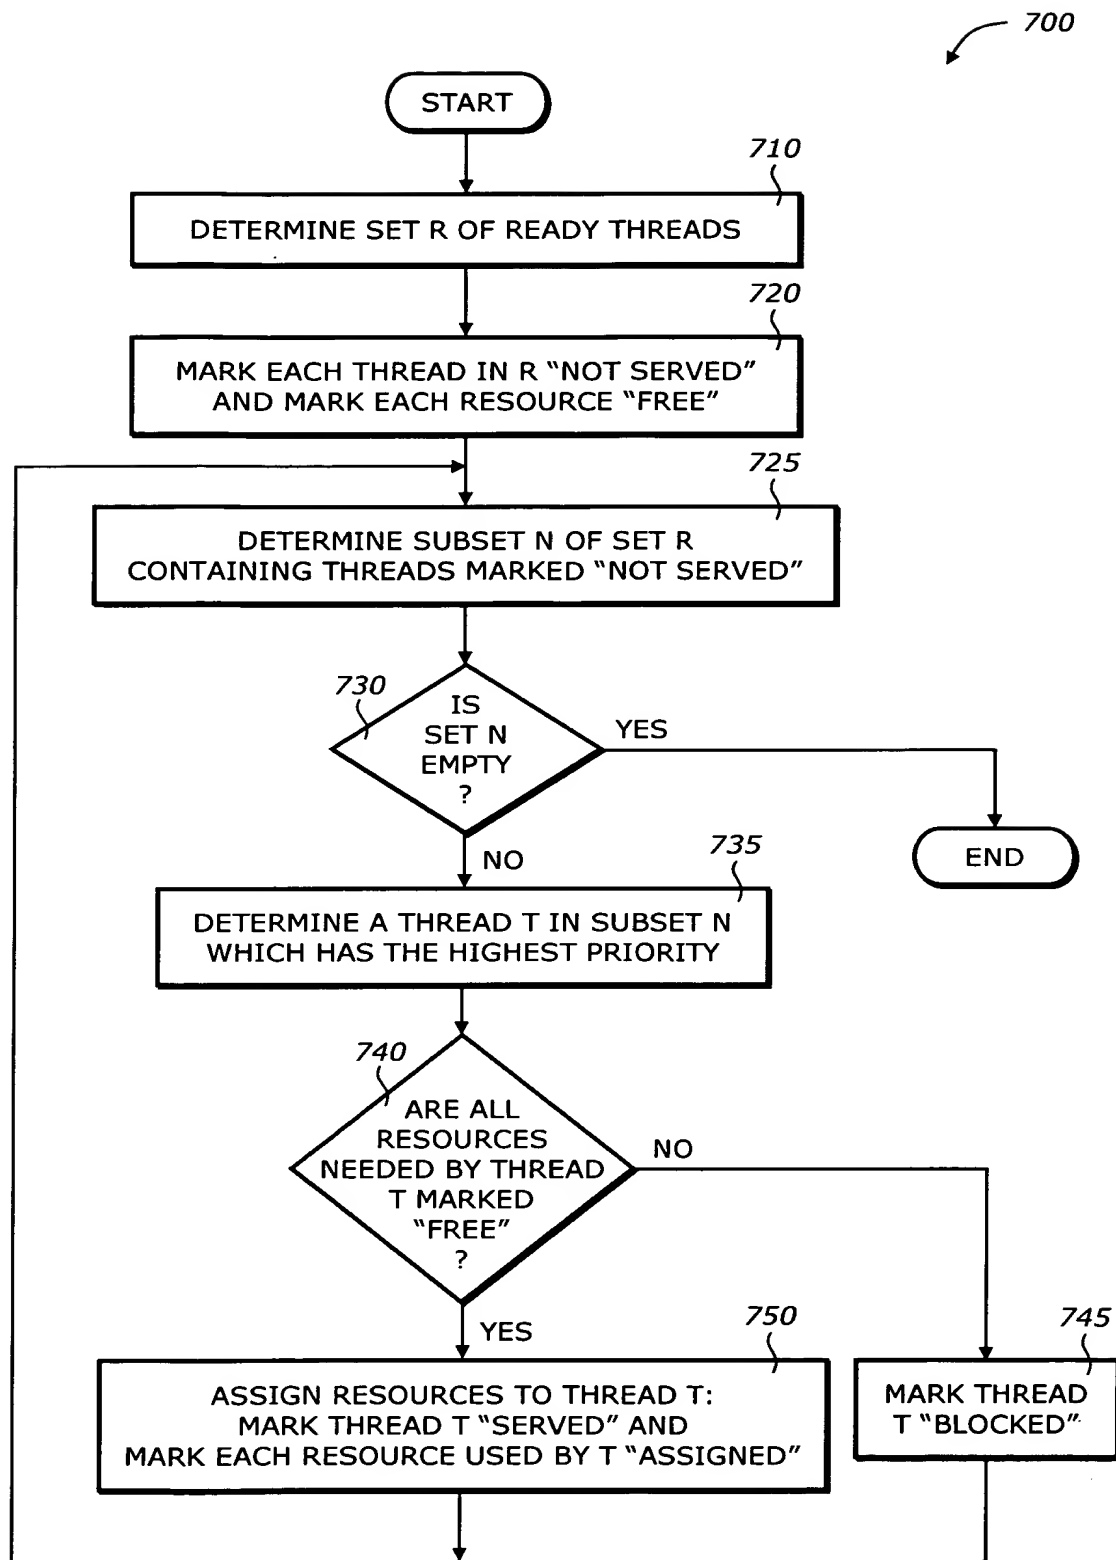 700
START
710
DETERMINE SET R OF READY THREADS
720
MARK EACH THREAD IN R “NOT SERVED”
AND MARK EACH RESOURCE “FREE”
725
DETERMINE SUBSET N OF SET R
CONTAINING THREADS MARKED “NOT SERVED”
730
IS
SET N
EMPTY
?
YES
END
NO
735
DETERMINE A THREAD T IN SUBSET N
WHICH HAS THE HIGHEST PRIORITY
740
ARE ALL
RESOURCES
NEEDED BY THREAD
T MARKED
“FREE”
?
NO
YES
750
ASSIGN RESOURCES TO THREAD T:
MARK THREAD T “SERVED” AND
MARK EACH RESOURCE USED BY T “ASSIGNED”
745
MARK THREAD
T “BLOCKED”